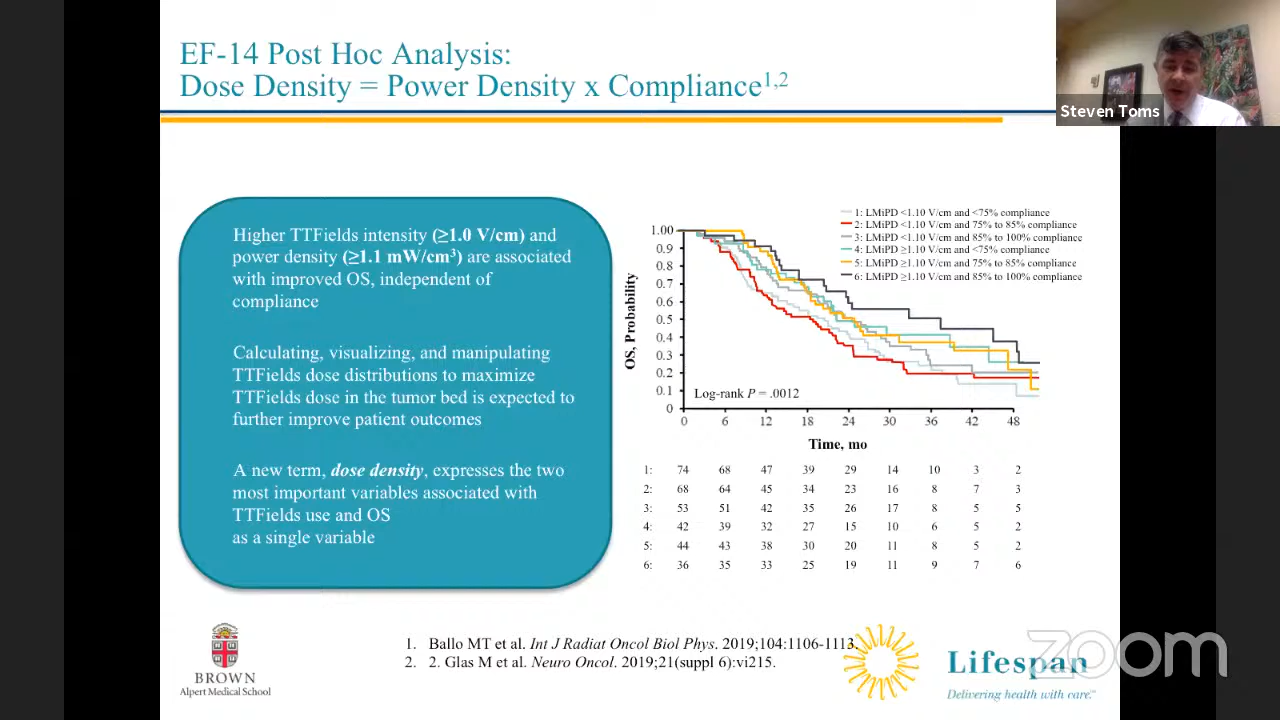 EF-14 Post Hoc Analysis:
Dose Density = Power Density x Compliance1,2
Steven Toms
Higher TTFields intensity (≥1.0 V/cm) and
power density (≥1.1 mW/cm³) are associated
with improved OS, independent of
compliance
Calculating, visualizing, and manipulating
TTFields dose distributions to maximize
TTFields dose in the tumor bed is expected to
further improve patient outcomes
A new term, dose density, expresses the two
most important variables associated with
TTFields use and OS
as a single variable
1: LMiPD <1.10 V/cm and <75% compliance
2: LMiPD <1.10 V/cm and 75% to 85% compliance
3: LMiPD <1.10 V/cm and 85% to 100% compliance
4: LMiPD ≥1.10 V/cm and <75% compliance
5: LMiPD ≥1.10 V/cm and 75% to 85% compliance
6: LMiPD ≥1.10 V/cm and 85% to 100% compliance
OS, Probability
1.00
0.9
0.8
0.7
0.6
0.5
0.4
0.3
0.2
0.1
0
Log-rank P = .0012
0 6 12 18 24 30 36 42 48
Time, mo
1: 74 68 47 39 29 14 10 3 2
2: 68 64 45 34 23 16 8 7 3
3: 53 51 42 35 26 17 8 5 5
4: 42 39 32 27 15 10 6 5 2
5: 44 43 38 30 20 11 8 5 2
6: 36 35 33 25 19 11 9 7 6
1. Ballo MT et al. Int J Radiat Oncol Biol Phys. 2019;104:1106-1113.
2. 2. Glas M et al. Neuro Oncol. 2019;21(suppl 6):vi215.
BROWN
Alpert Medical School
Lifespan
Delivering health with care.™
zoom